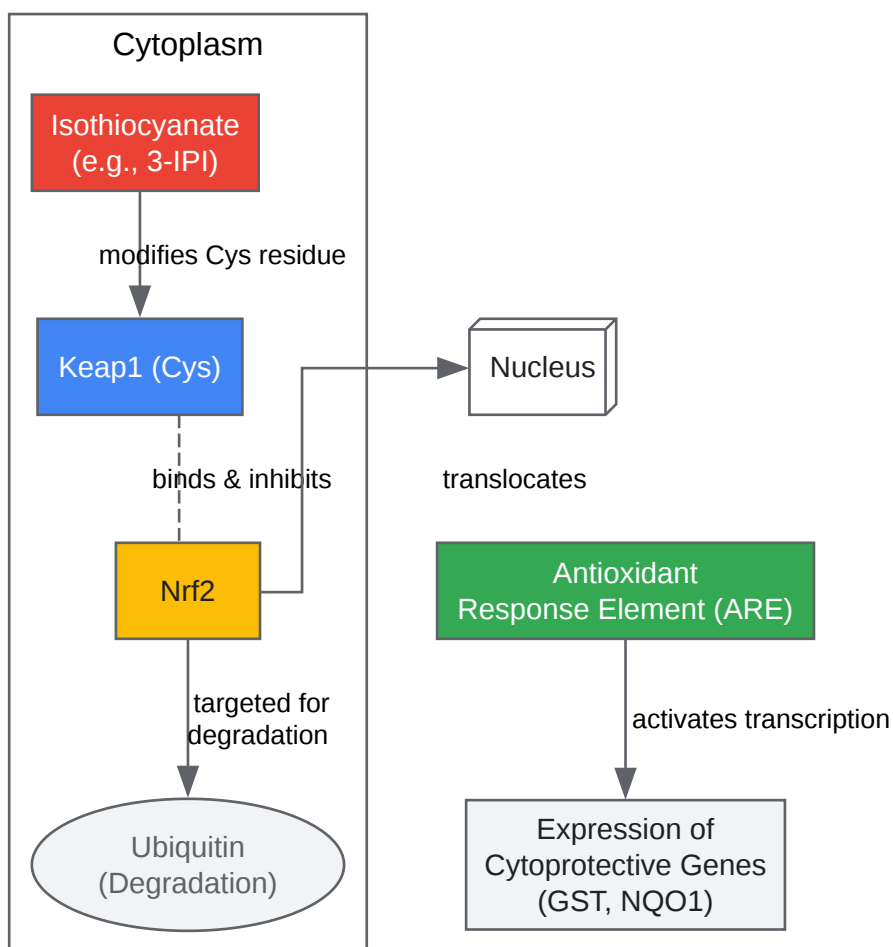 Cytoplasm
Isothiocyanate
(e.g., 3-IPI)
modifies Cys residue
Keap1 (Cys)
Nucleus
binds & inhibits
translocates
Nrf2
Antioxidant
Response Element (ARE)
targeted for
degradation
activates transcription
Ubiquitin
(Degradation)
Expression of
Cytoprotective Genes
(GST, NQO1)